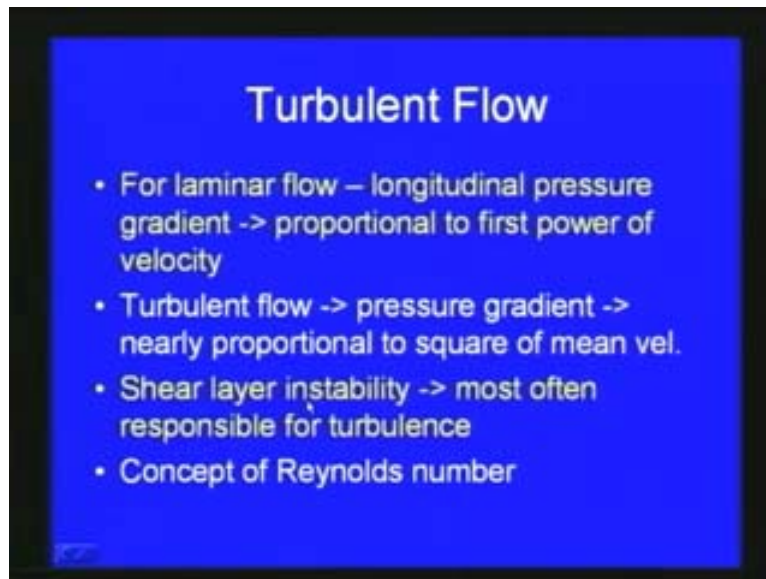 Turbulent Flow
• For laminar flow – longitudinal pressure
gradient -> proportional to first power of
velocity
• Turbulent flow -> pressure gradient ->
nearly proportional to square of mean vel.
• Shear layer instability -> most often
responsible for turbulence
• Concept of Reynolds number